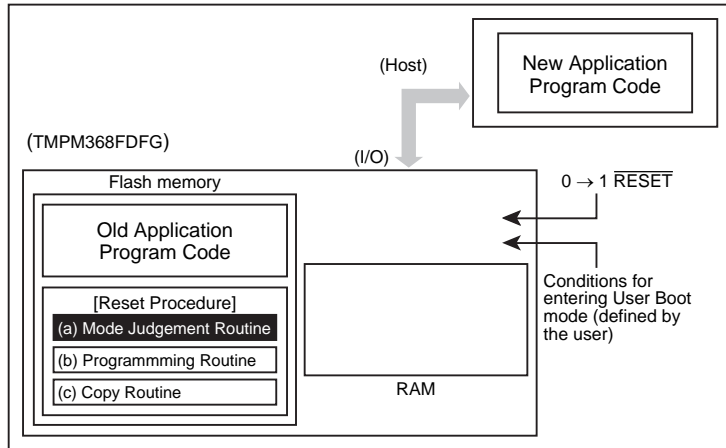 New Application
Program Code
(Host)
(TMPM368FDFG)
(I/O)
Flash memory
0 → 1 RESET
Old Application
Program Code
[Reset Procedure]
(a) Mode Judgement Routine
(b) Programmming Routine
(c) Copy Routine
Conditions for
entering User Boot
mode (defined by
the user)
RAM